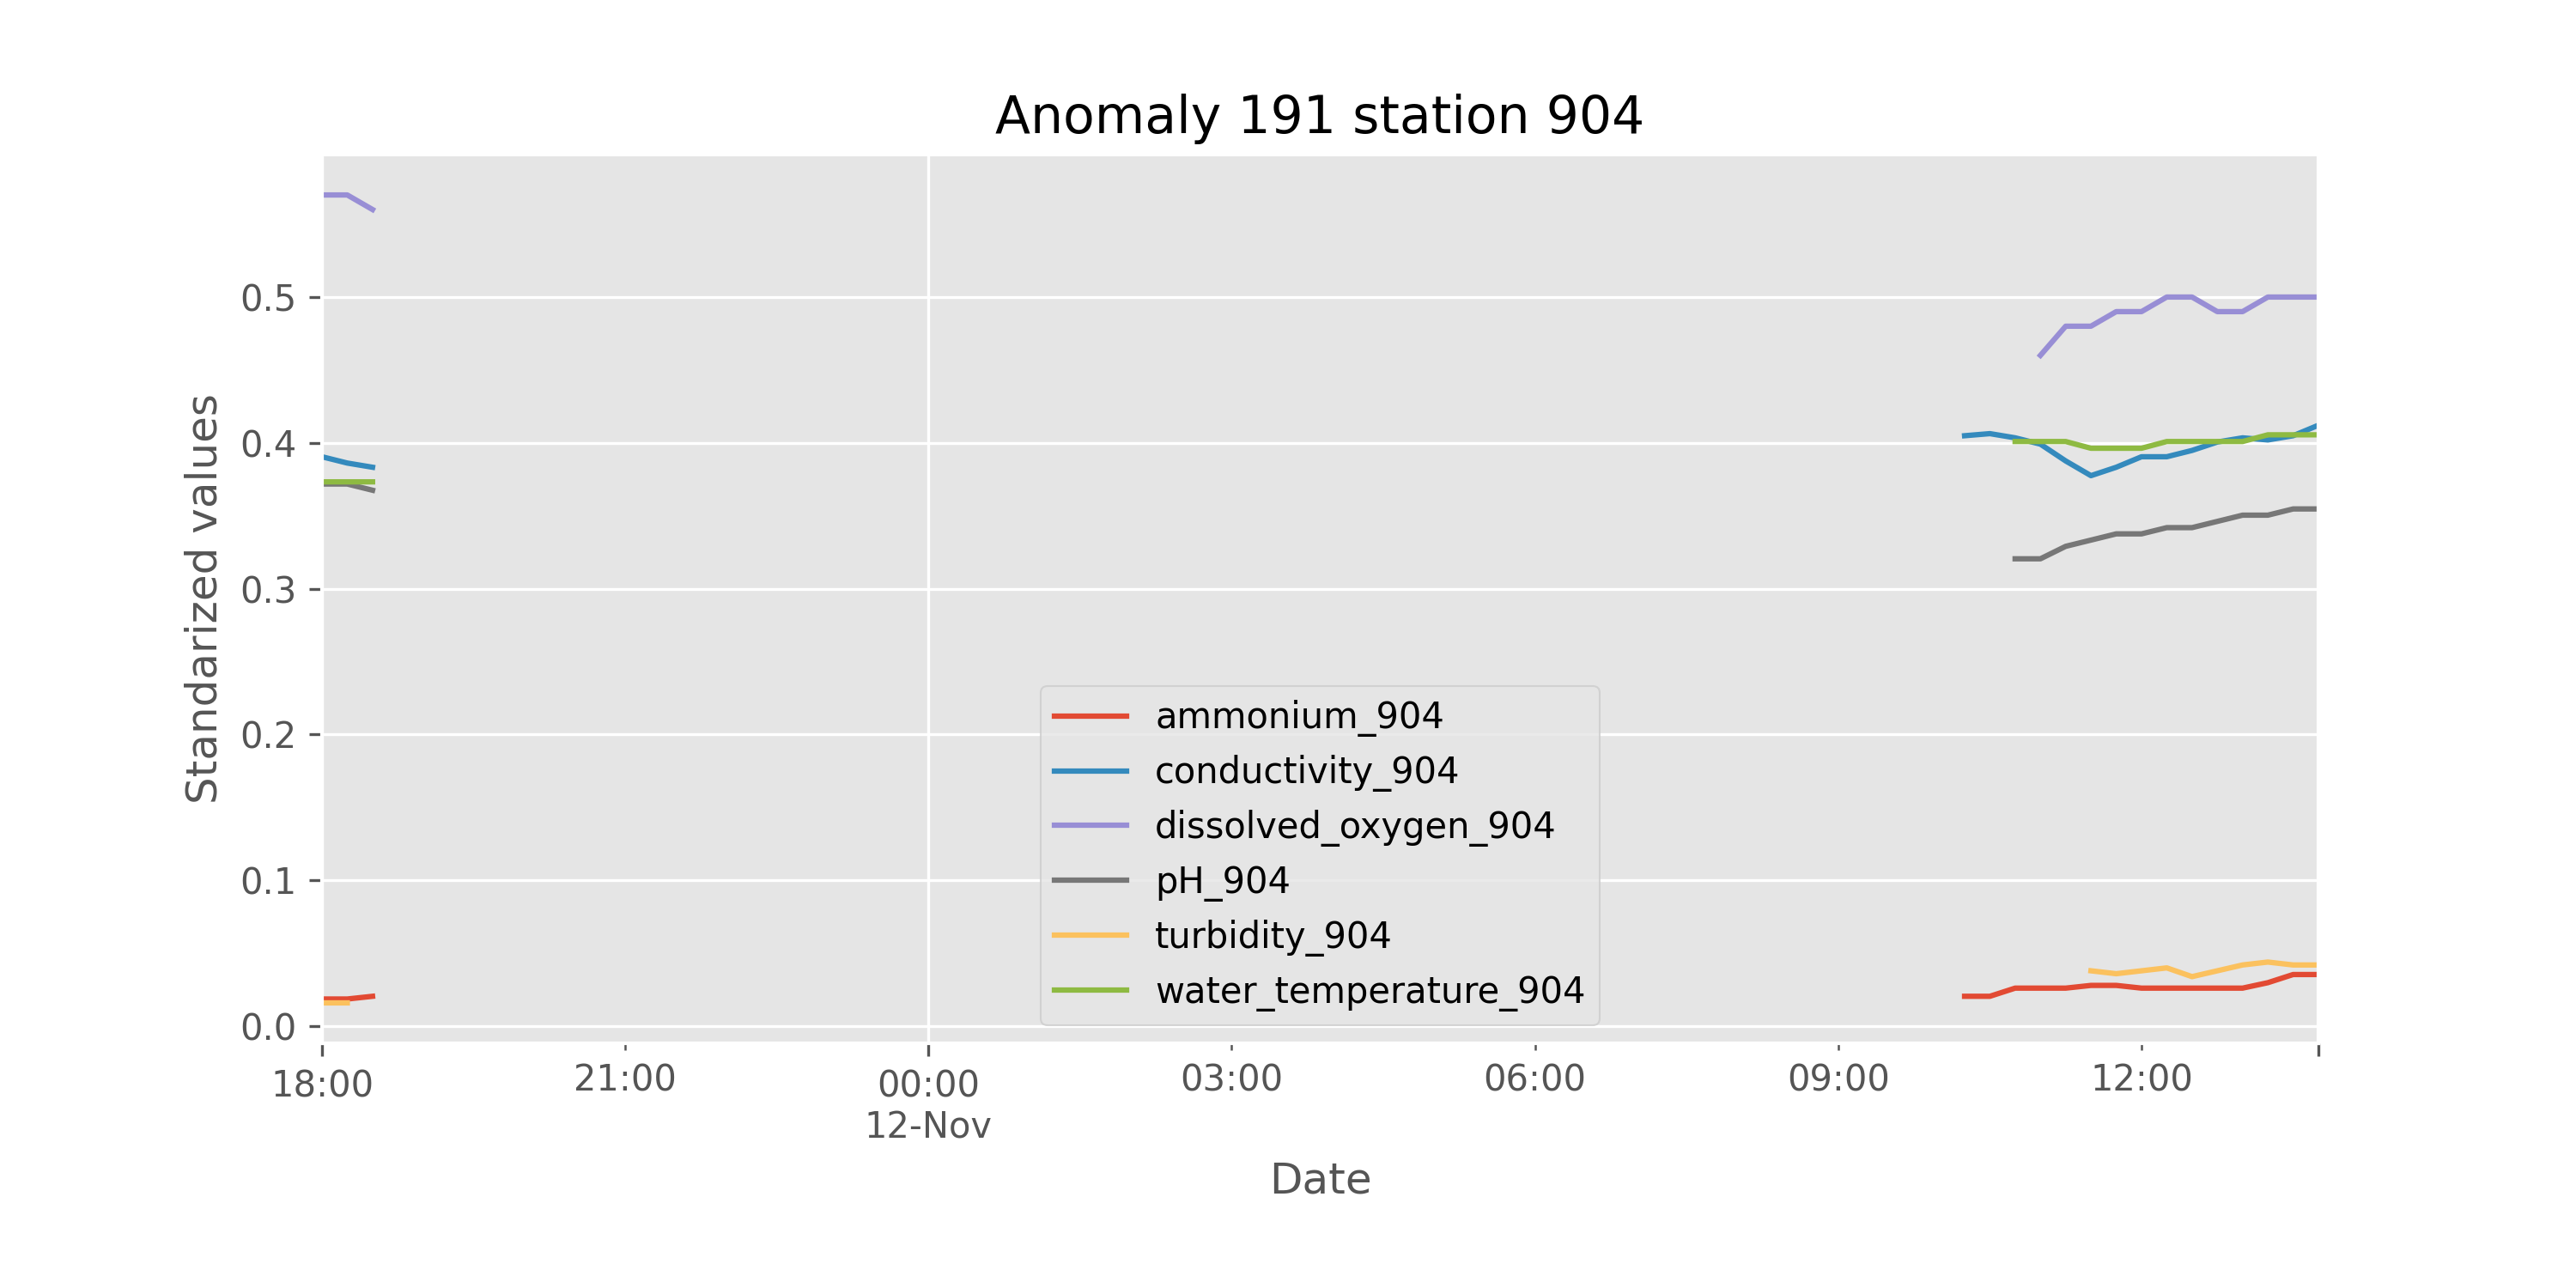 Anomaly 191 station 904
Standarized values
0.5
0.4
0.3
0.2
0.1
0.0
ammonium_904
conductivity_904
dissolved_oxygen_904
pH_904
turbidity_904
water_temperature_904
18:00
21:00
00:00
03:00
06:00
09:00
12:00
12-Nov
Date